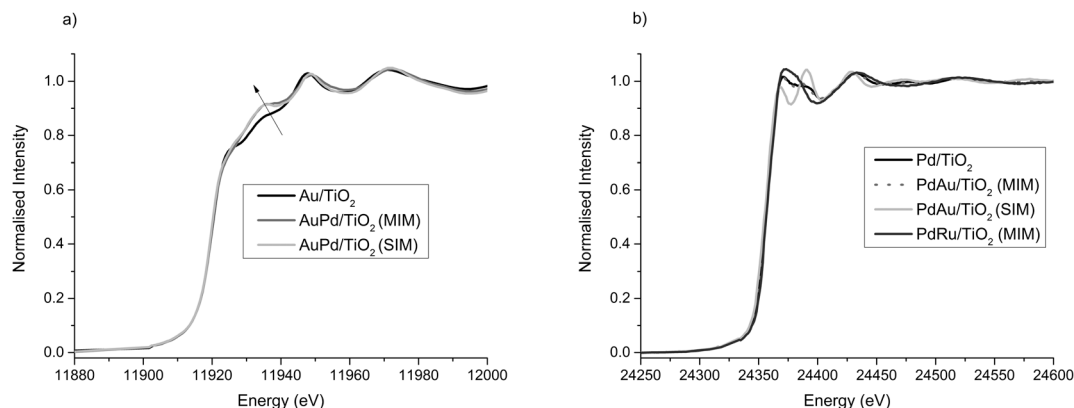 a)
Normalised Intensity
1.0
0.8
0.6
0.4
0.2
0.0
Au/TiO2
AuPd/TiO2 (MIM)
AuPd/TiO2 (SIM)
11880 11900 11920 11940 11960 11980 12000
Energy (eV)
b)
Normalised Intensity
1.0
0.8
0.6
0.4
0.2
0.0
Pd/TiO2
PdAu/TiO2 (MIM)
PdAu/TiO2 (SIM)
PdRu/TiO2 (MIM)
24250 24300 24350 24400 24450 24500 24550 24600
Energy (eV)